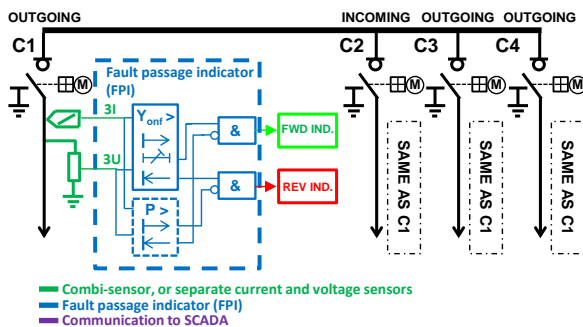 OUTGOING
INCOMING
OUTGOING
OUTGOING
C1
C2
C3
C4
M
M
M
M
Fault passage indicator
(FPI)
3I
3U
Yonf >
P >
&
&
FWD IND.
REV IND.
SAME AS C1
SAME AS C1
SAME AS C1
Combi-sensor, or separate current and voltage sensors
Fault passage indicator (FPI)
Communication to SCADA